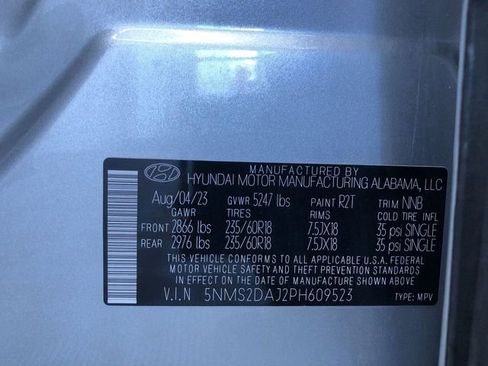 MANUFACTURED BY
HYUNDAI MOTOR MANUFACTURING ALABAMA, LLC
Aug/04/23 GVWR 5247 lbs PAINT R2T TRIM NNB
GAWR TIRES RIMS COLD TIRE INFL
FRONT 2866 lbs 235/60R18 7.5JX18 35 psi SINGLE
REAR 2976 lbs 235/60R18 7.5JX18 35 psi SINGLE
THIS VEHICLE CONFORMS TO ALL APPLICABLE U.S.A. FEDERAL
MOTOR VEHICLE SAFETY, BUMPER, AND THEFT PREVENTION STANDARDS
IN EFFECT ON THE DATE OF MANUFACTURE SHOWN ABOVE.
V.I.N 5NMS2DAJ2PH609523 TYPE: MPV